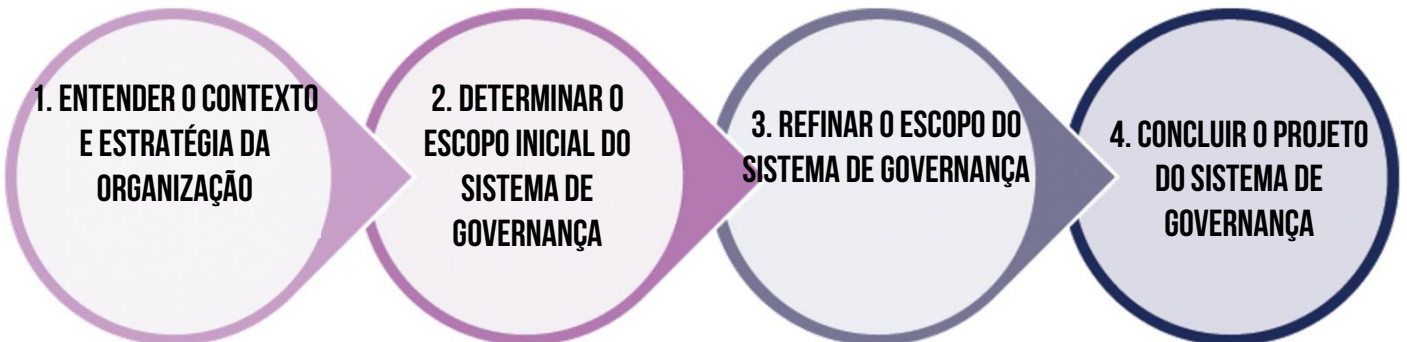 1. ENTENDER O CONTEXTO
E ESTRATÉGIA DA
ORGANIZAÇÃO
2. DETERMINAR O
ESCOPO INICIAL DO
SISTEMA DE
GOVERNANÇA
3. REFINAR O ESCOPO DO
SISTEMA DE GOVERNANÇA
4. CONCLUIR O PROJETO
DO SISTEMA DE
GOVERNANÇA